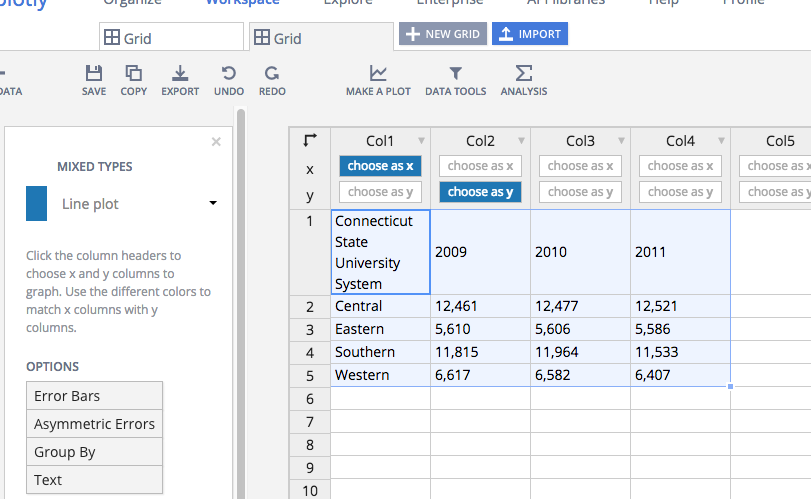 plotly Organize Workspace Explore Enterprise API libraries Help Profile
Grid Grid NEW GRID IMPORT
DATA SAVE COPY EXPORT UNDO REDO MAKE A PLOT DATA TOOLS ANALYSIS
×
MIXED TYPES
Line plot
Click the column headers to
choose x and y columns to
graph. Use the different colors to
match x columns with y
columns.
OPTIONS
Error Bars
Asymmetric Errors
Group By
Text
Col1 Col2 Col3 Col4 Col5
x choose as x choose as x choose as x choose as x choose as x
y choose as y choose as y choose as y choose as y choose as y
1 Connecticut
State
University
System 2009 2010 2011
2 Central 12,461 12,477 12,521
3 Eastern 5,610 5,606 5,586
4 Southern 11,815 11,964 11,533
5 Western 6,617 6,582 6,407
6
7
8
9
10